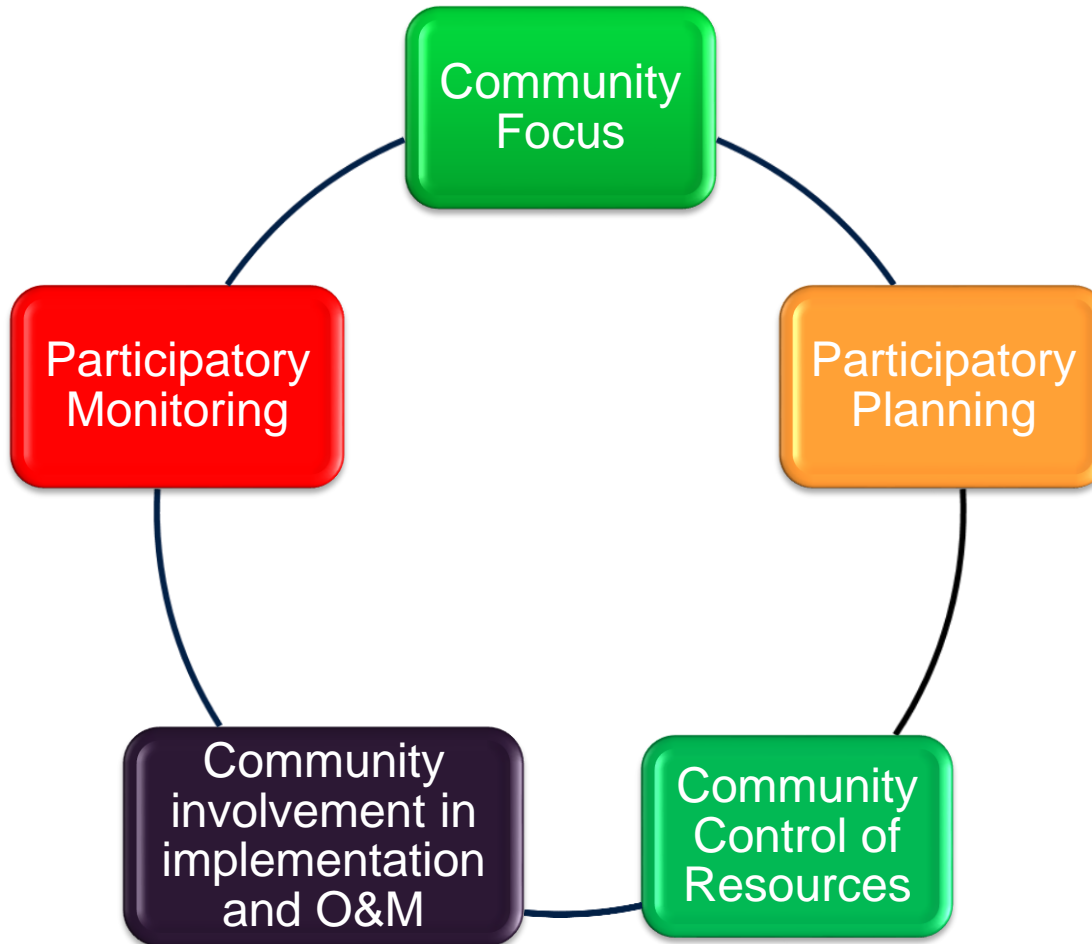 Community
Focus
Participatory
Planning
Community
Control of
Resources
Community
involvement in
implementation
and O&M
Participatory
Monitoring